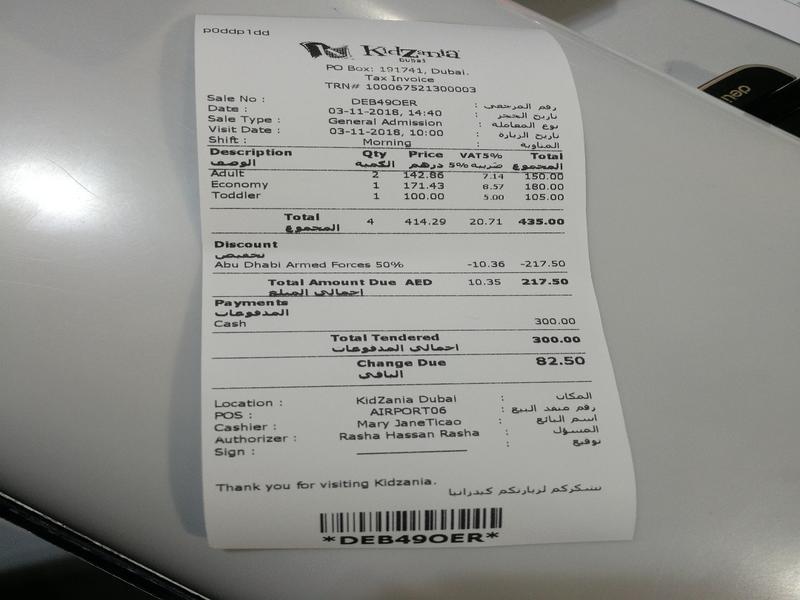 p0ddp1dd
KidZania
Dubai
PO Box: 191741, Dubai.
Tax Invoice
TRN# 100067521300003
Sale No : DEB49OER رقم المرجعي :
Date : 03-11-2018, 14:40 تاريخ الحجز :
Sale Type : General Admission نوع المعاملة :
Visit Date : 03-11-2018, 10:00 تاريخ الزيارة :
Shift : Morning المناوبة :
Description Qty Price VAT5% Total
الوصف الكمية درهم ضريبة 5% المجموع
Adult 2 142.86 7.14 150.00
Economy 1 171.43 8.57 180.00
Toddler 1 100.00 5.00 105.00
Total 4 414.29 20.71 435.00
المجموع
Discount
تخفيض
Abu Dhabi Armed Forces 50% -10.36 -217.50
Total Amount Due AED 10.35 217.50
اجمالي المبلغ
Payments
المدفوعات
Cash 300.00
Total Tendered 300.00
اجمالي المدفوعات
Change Due 82.50
الباقي
Location : KidZania Dubai المكان :
POS : AIRPORT06 رقم منفذ البيع :
Cashier : Mary JaneTicao اسم البائع :
Authorizer : Rasha Hassan Rasha المسؤل :
Sign : توقيع :
Thank you for visiting Kidzania.
نشكركم لزيارتكم كيدزانيا
*DEB49OER*